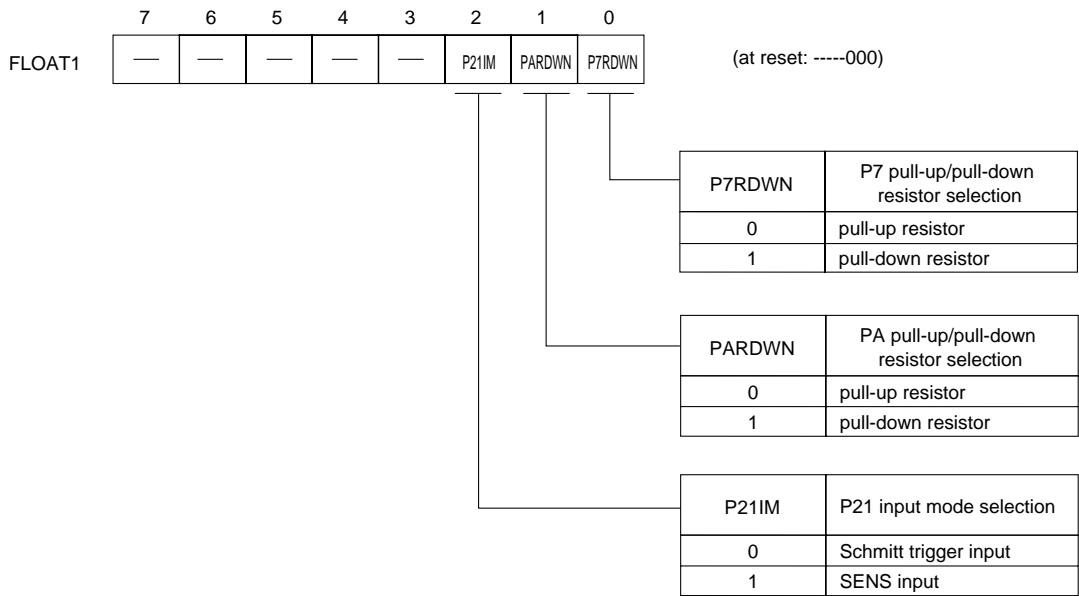 7 6 5 4 3 2 1 0
FLOAT1 — — — — — P21IM PARDWN P7RDWN (at reset: -----000)
P7RDWN P7 pull-up/pull-down
resistor selection
0 pull-up resistor
1 pull-down resistor
PARDWN PA pull-up/pull-down
resistor selection
0 pull-up resistor
1 pull-down resistor
P21IM P21 input mode selection
0 Schmitt trigger input
1 SENS input